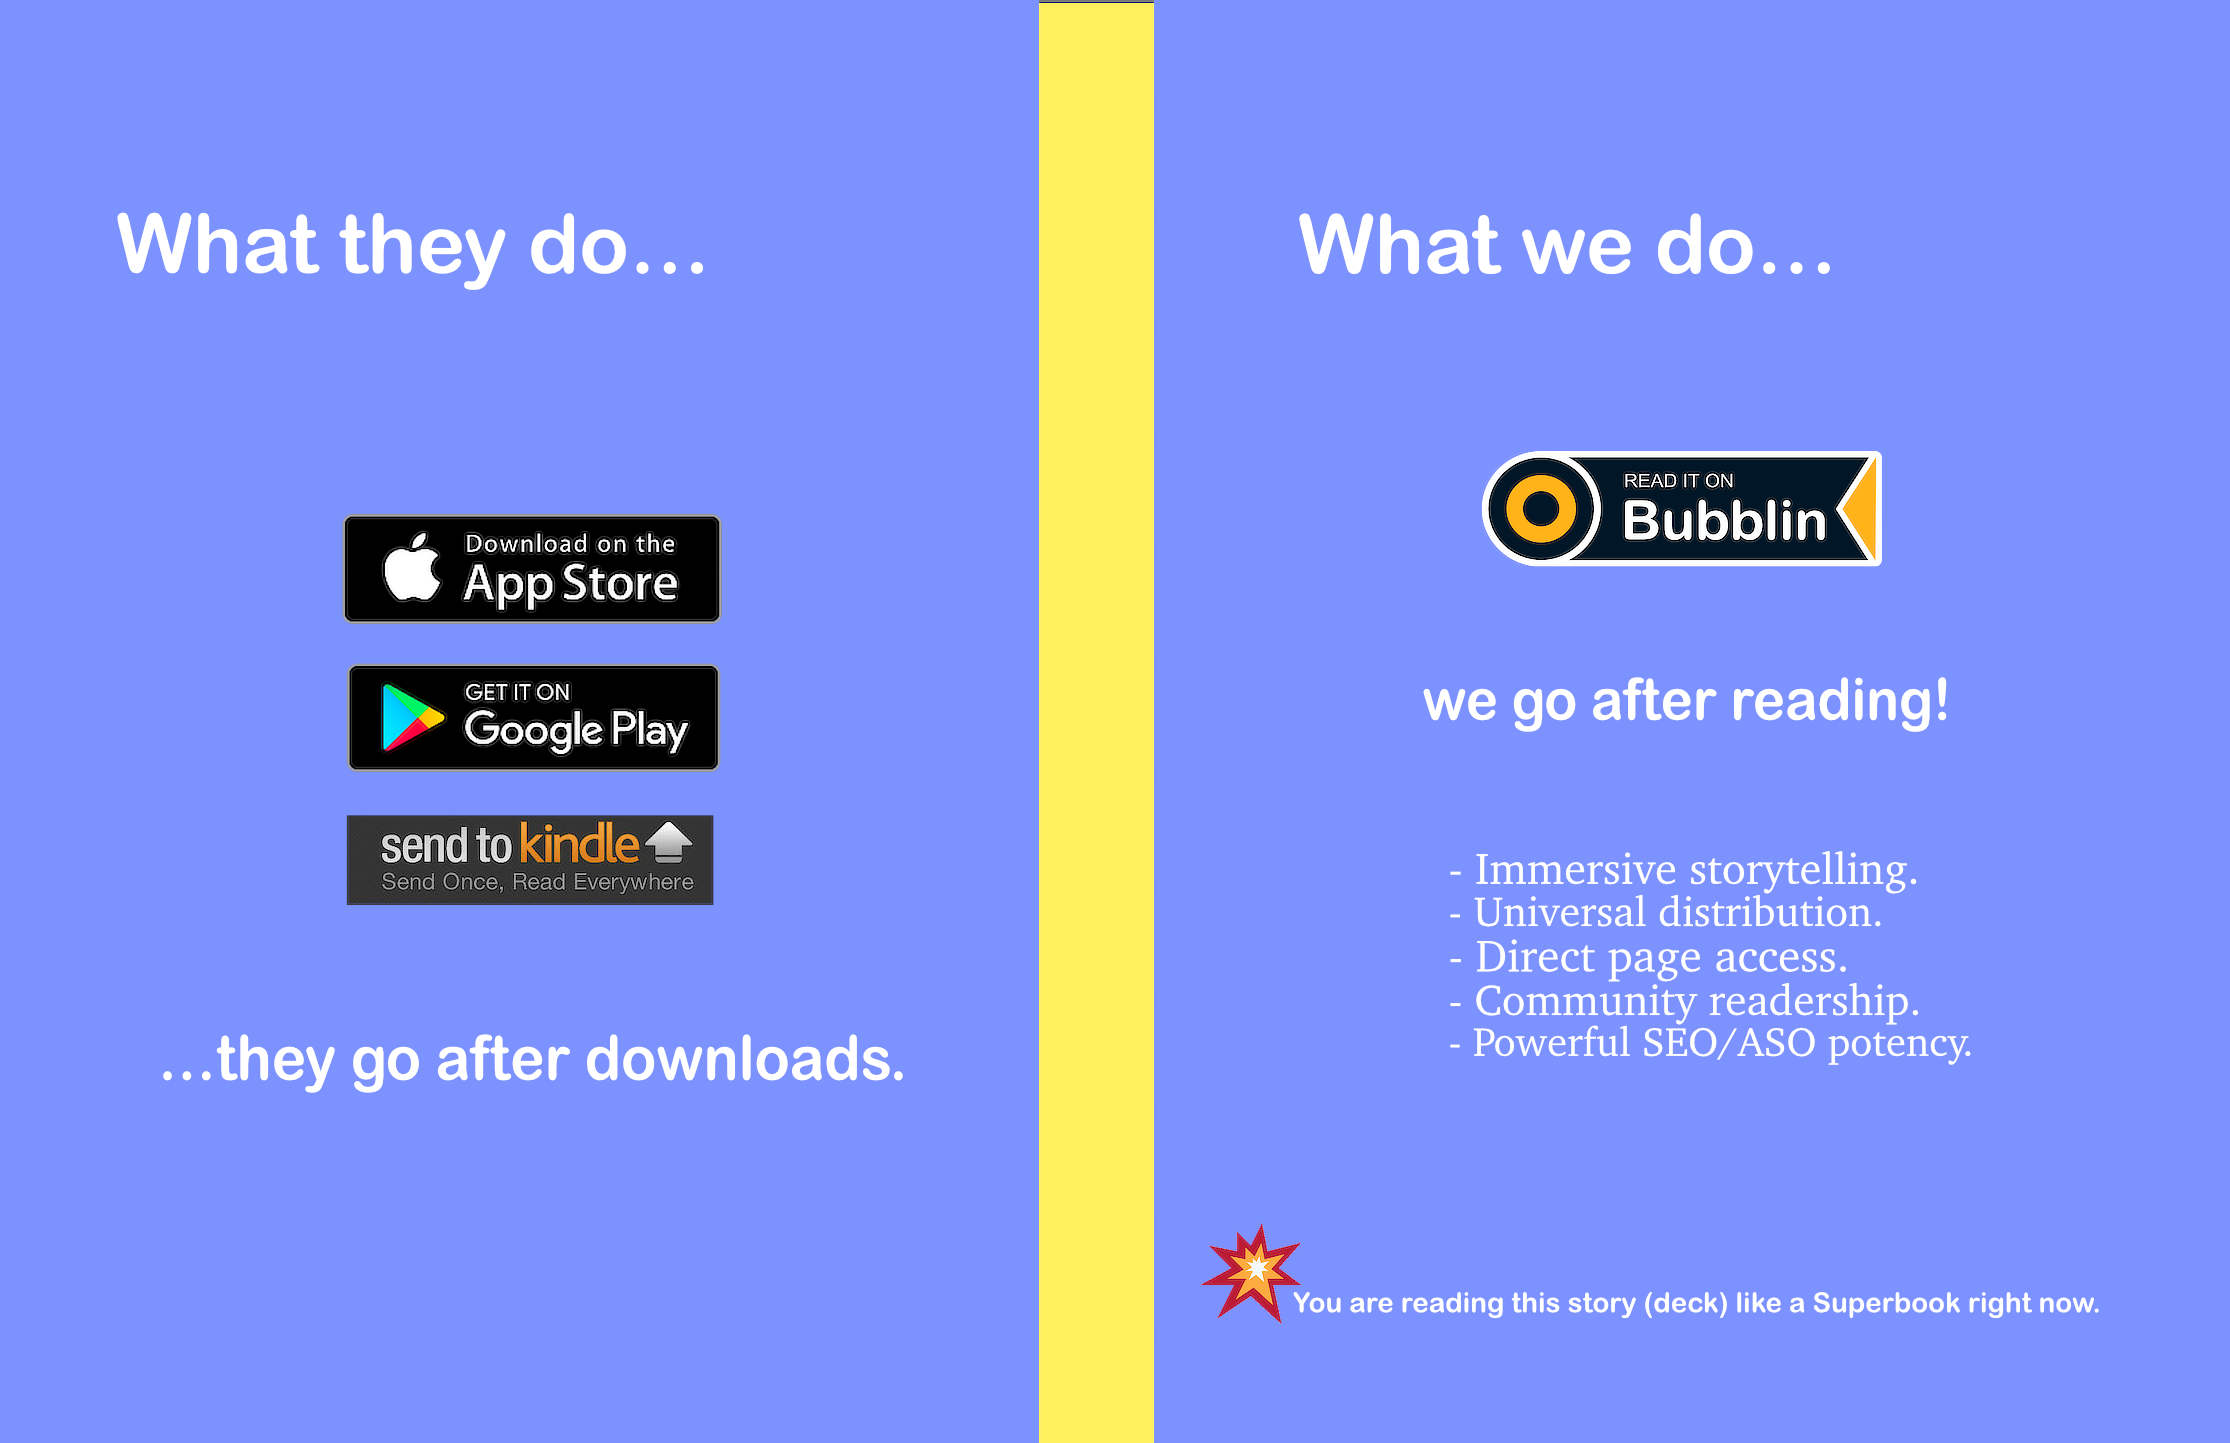 What they do...
Download on the
App Store
GET IT ON
Google Play
send to kindle
Send Once, Read Everywhere
...they go after downloads.
What we do...
READ IT ON
Bubblin
we go after reading!
- Immersive storytelling.
- Universal distribution.
- Direct page access.
- Community readership.
- Powerful SEO/ASO potency.
You are reading this story (deck) like a Superbook right now.